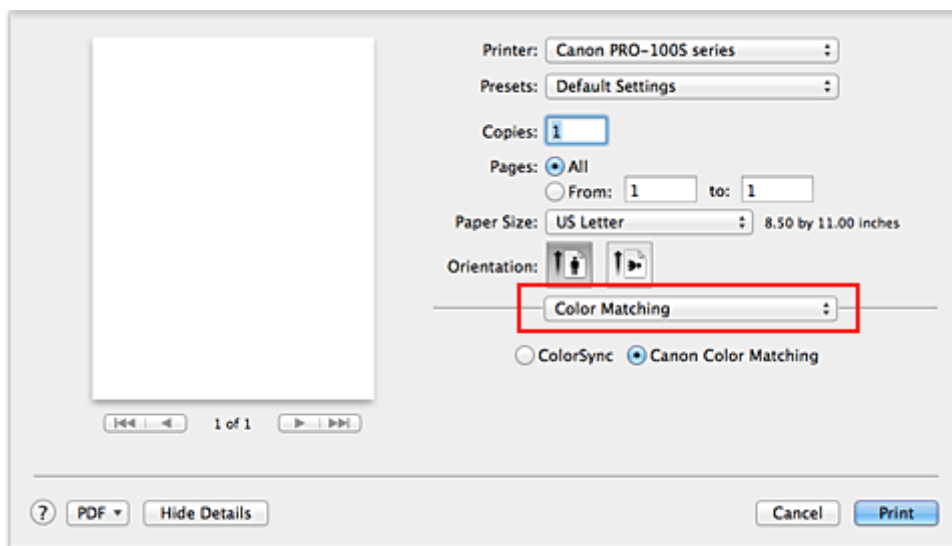 Printer: Canon PRO-100S series
Presets: Default Settings
Copies: 1
Pages: All
From: 1 to: 1
Paper Size: US Letter 8.50 by 11.00 inches
Orientation:
Color Matching
ColorSync Canon Color Matching
1 of 1
? PDF Hide Details Cancel Print